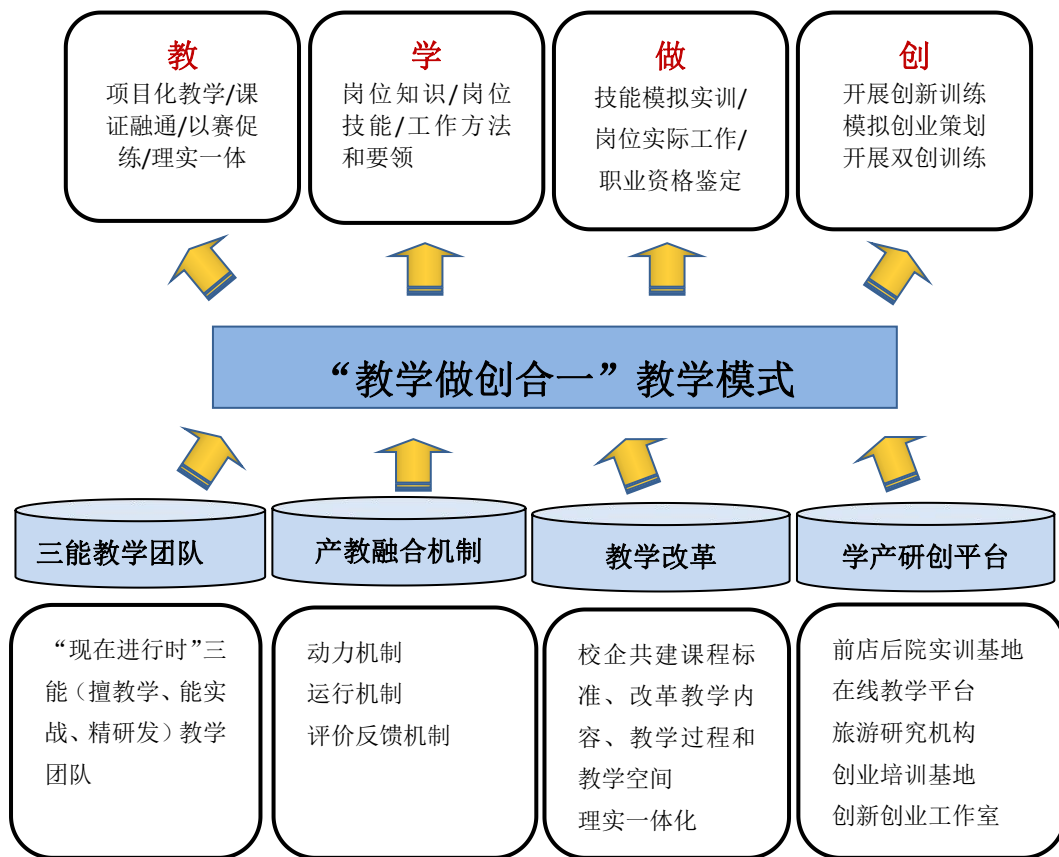 教
项目化教学/课
证融通/以赛促
练/理实一体
学
岗位知识/岗位
技能/工作方法
和要领
做
技能模拟实训/
岗位实际工作/
职业资格鉴定
创
开展创新训练
模拟创业策划
开展双创训练
“教学做创合一”教学模式
三能教学团队
产教融合机制
教学改革
学产研创平台
“现在进行时”三
能（擅教学、能实
战、精研发）教学
团队
动力机制
运行机制
评价反馈机制
校企共建课程标
准、改革教学内
容、教学过程和
教学空间
理实一体化
前店后院实训基地
在线教学平台
旅游研究机构
创业培训基地
创新创业工作室